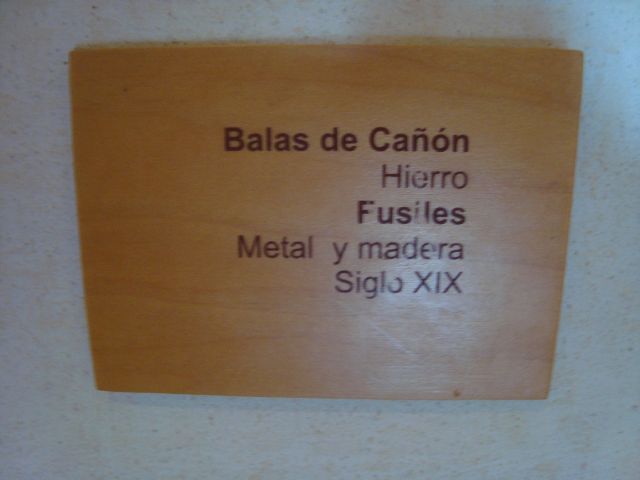 Balas de Cañón
Hierro
Fusiles
Metal y madera
Siglo XIX